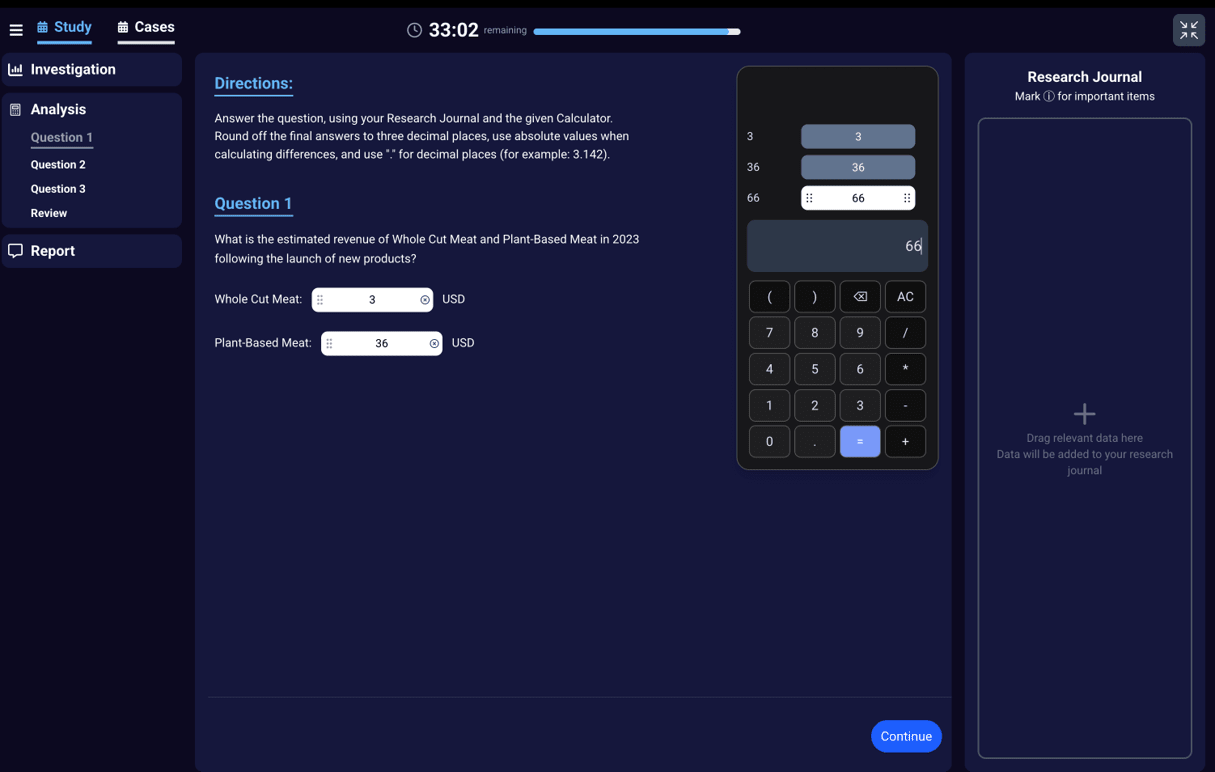 Study
Cases
33:02 remaining
Investigation
Analysis
Question 1
Question 2
Question 3
Review
Report
Directions:
Answer the question, using your Research Journal and the given Calculator.
Round off the final answers to three decimal places, use absolute values when
calculating differences, and use "." for decimal places (for example: 3.142).
Question 1
What is the estimated revenue of Whole Cut Meat and Plant-Based Meat in 2023
following the launch of new products?
Whole Cut Meat: 3 USD
Plant-Based Meat: 36 USD
3 3
36 36
66 66
66
( ) ⌫ AC
7 8 9 /
4 5 6 *
1 2 3 -
0 . = +
Continue
Research Journal
Mark ⓘ for important items
Drag relevant data here
Data will be added to your research
journal